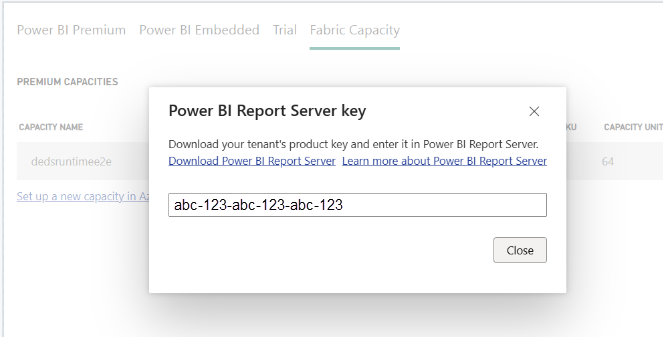 Power BI Premium Power BI Embedded Trial Fabric Capacity
PREMIUM CAPACITIES
Power BI Report Server key
CAPACITY NAME
KU CAPACITY UNIT
Download your tenant's product key and enter it in Power BI Report Server.
dedsruntimee2e
64
Download Power BI Report Server Learn more about Power BI Report Server
Set up a new capacity in Az
abc-123-abc-123-abc-123
Close